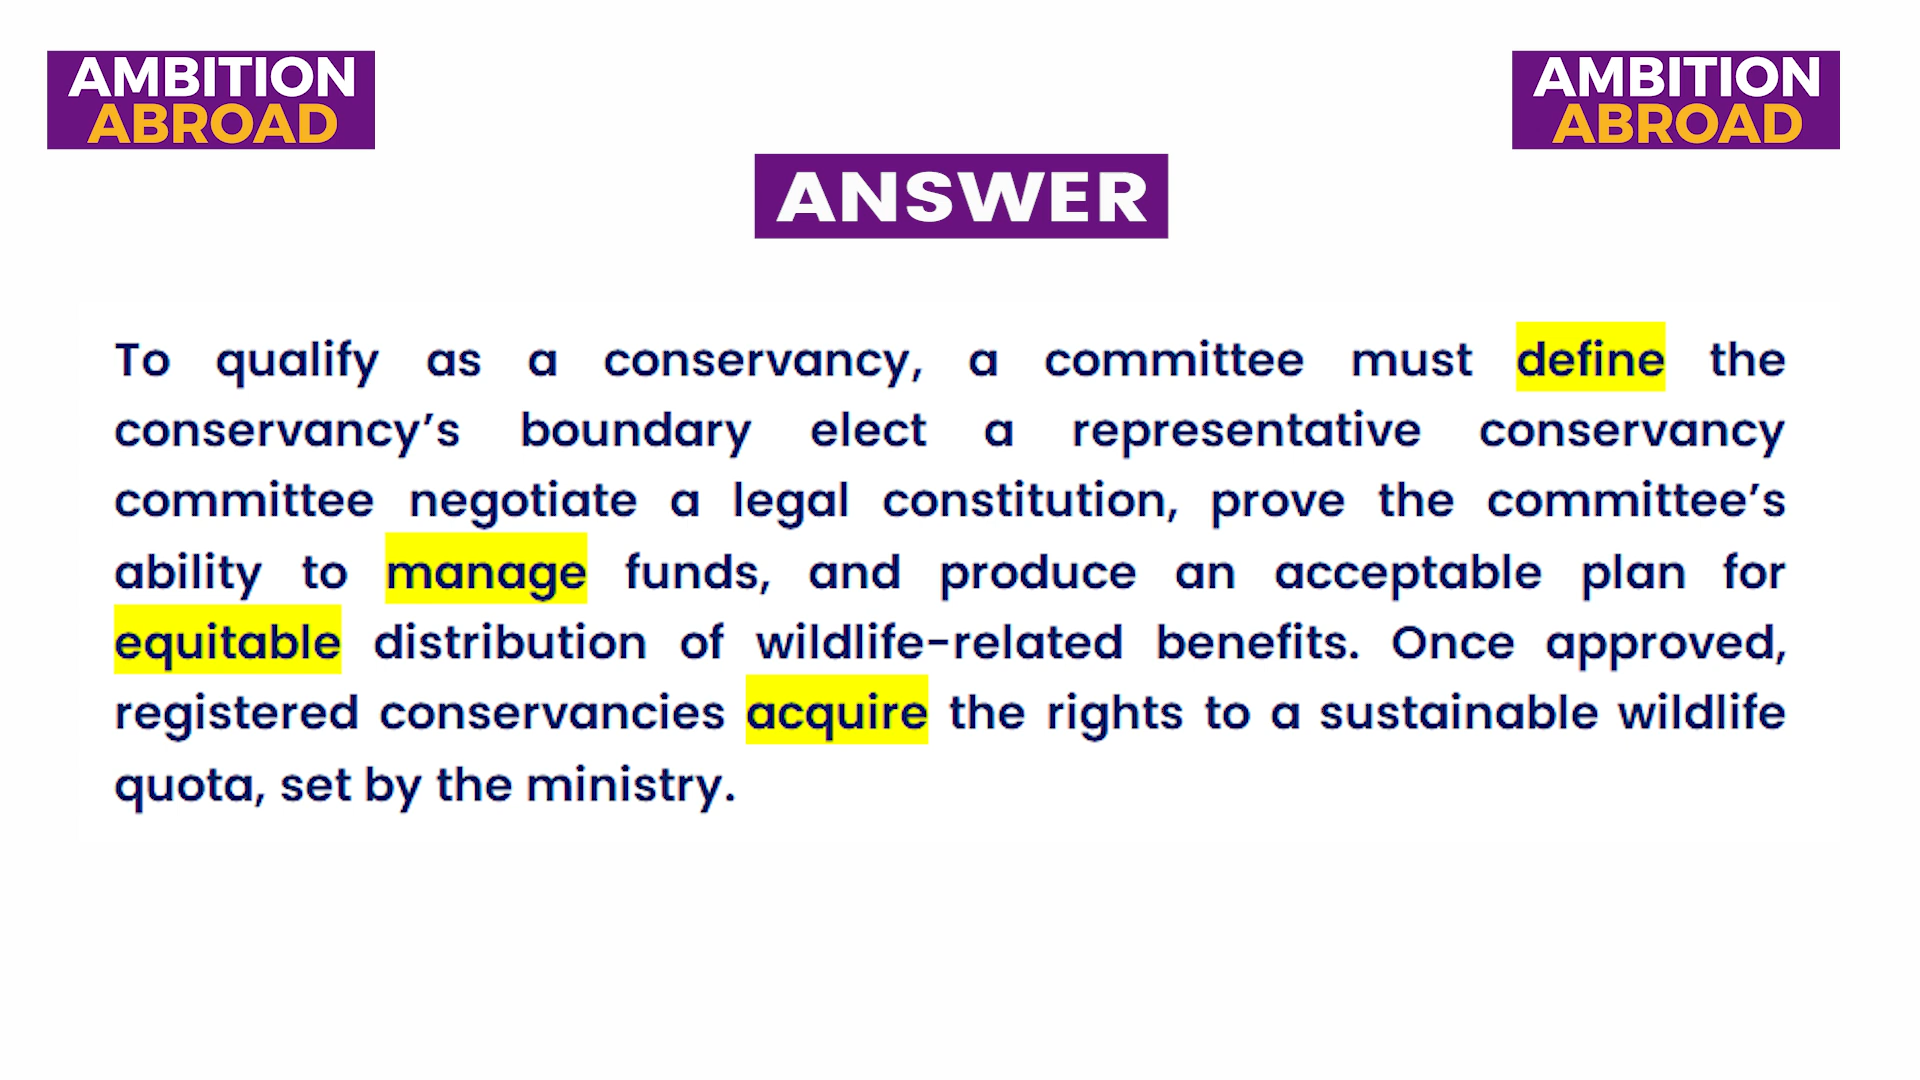 AMBITION
ABROAD
AMBITION
ABROAD
ANSWER
To qualify as a conservancy, a committee must define the
conservancy’s boundary elect a representative conservancy
committee negotiate a legal constitution, prove the committee’s
ability to manage funds, and produce an acceptable plan for
equitable distribution of wildlife-related benefits. Once approved,
registered conservancies acquire the rights to a sustainable wildlife
quota, set by the ministry.